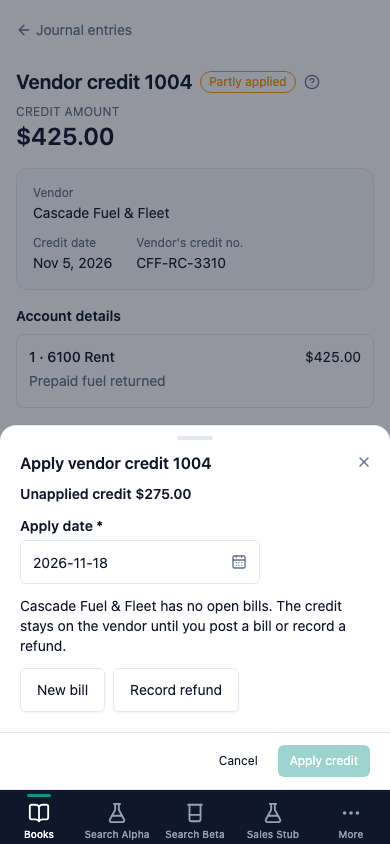 Journal entries
Vendor credit 1004 Partly applied ?
CREDIT AMOUNT
$425.00
Vendor
Cascade Fuel & Fleet
Credit date Vendor's credit no.
Nov 5, 2026 CFF-RC-3310
Account details
1 · 6100 Rent $425.00
Prepaid fuel returned
Apply vendor credit 1004
Unapplied credit $275.00
Apply date *
2026-11-18
Cascade Fuel & Fleet has no open bills. The credit
stays on the vendor until you post a bill or record a
refund.
New bill Record refund
Cancel Apply credit
Books Search Alpha Search Beta Sales Stub More